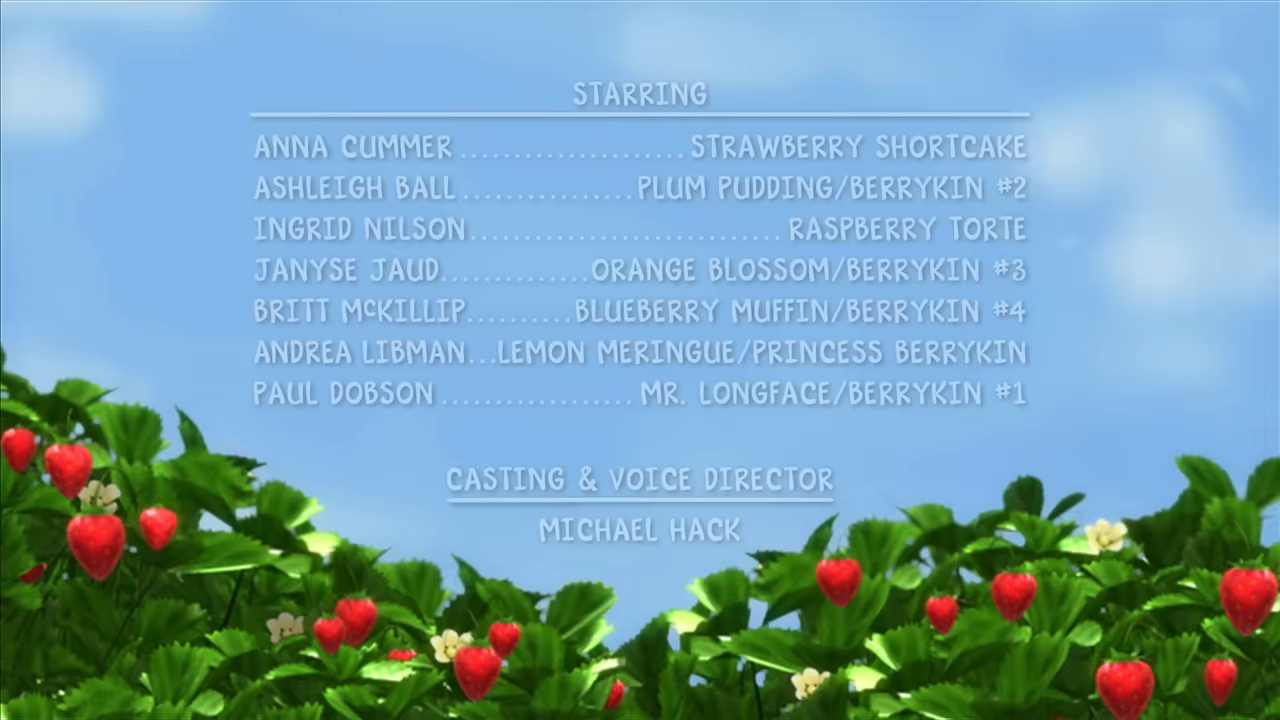 STARRING
ANNA CUMMER.....................STRAWBERRY SHORTCAKE
ASHLEIGH BALL................PLUM PUDDING/BERRYKIN #2
INGRID NILSON.............................RASPBERRY TORTE
JANYSE JAUD..............ORANGE BLOSSOM/BERRYKIN #3
BRITT McKILLIP..........BLUEBERRY MUFFIN/BERRYKIN #4
ANDREA LIBMAN...LEMON MERINGUE/PRINCESS BERRYKIN
PAUL DOBSON..................MR. LONGFACE/BERRYKIN #1
CASTING & VOICE DIRECTOR
MICHAEL HACK